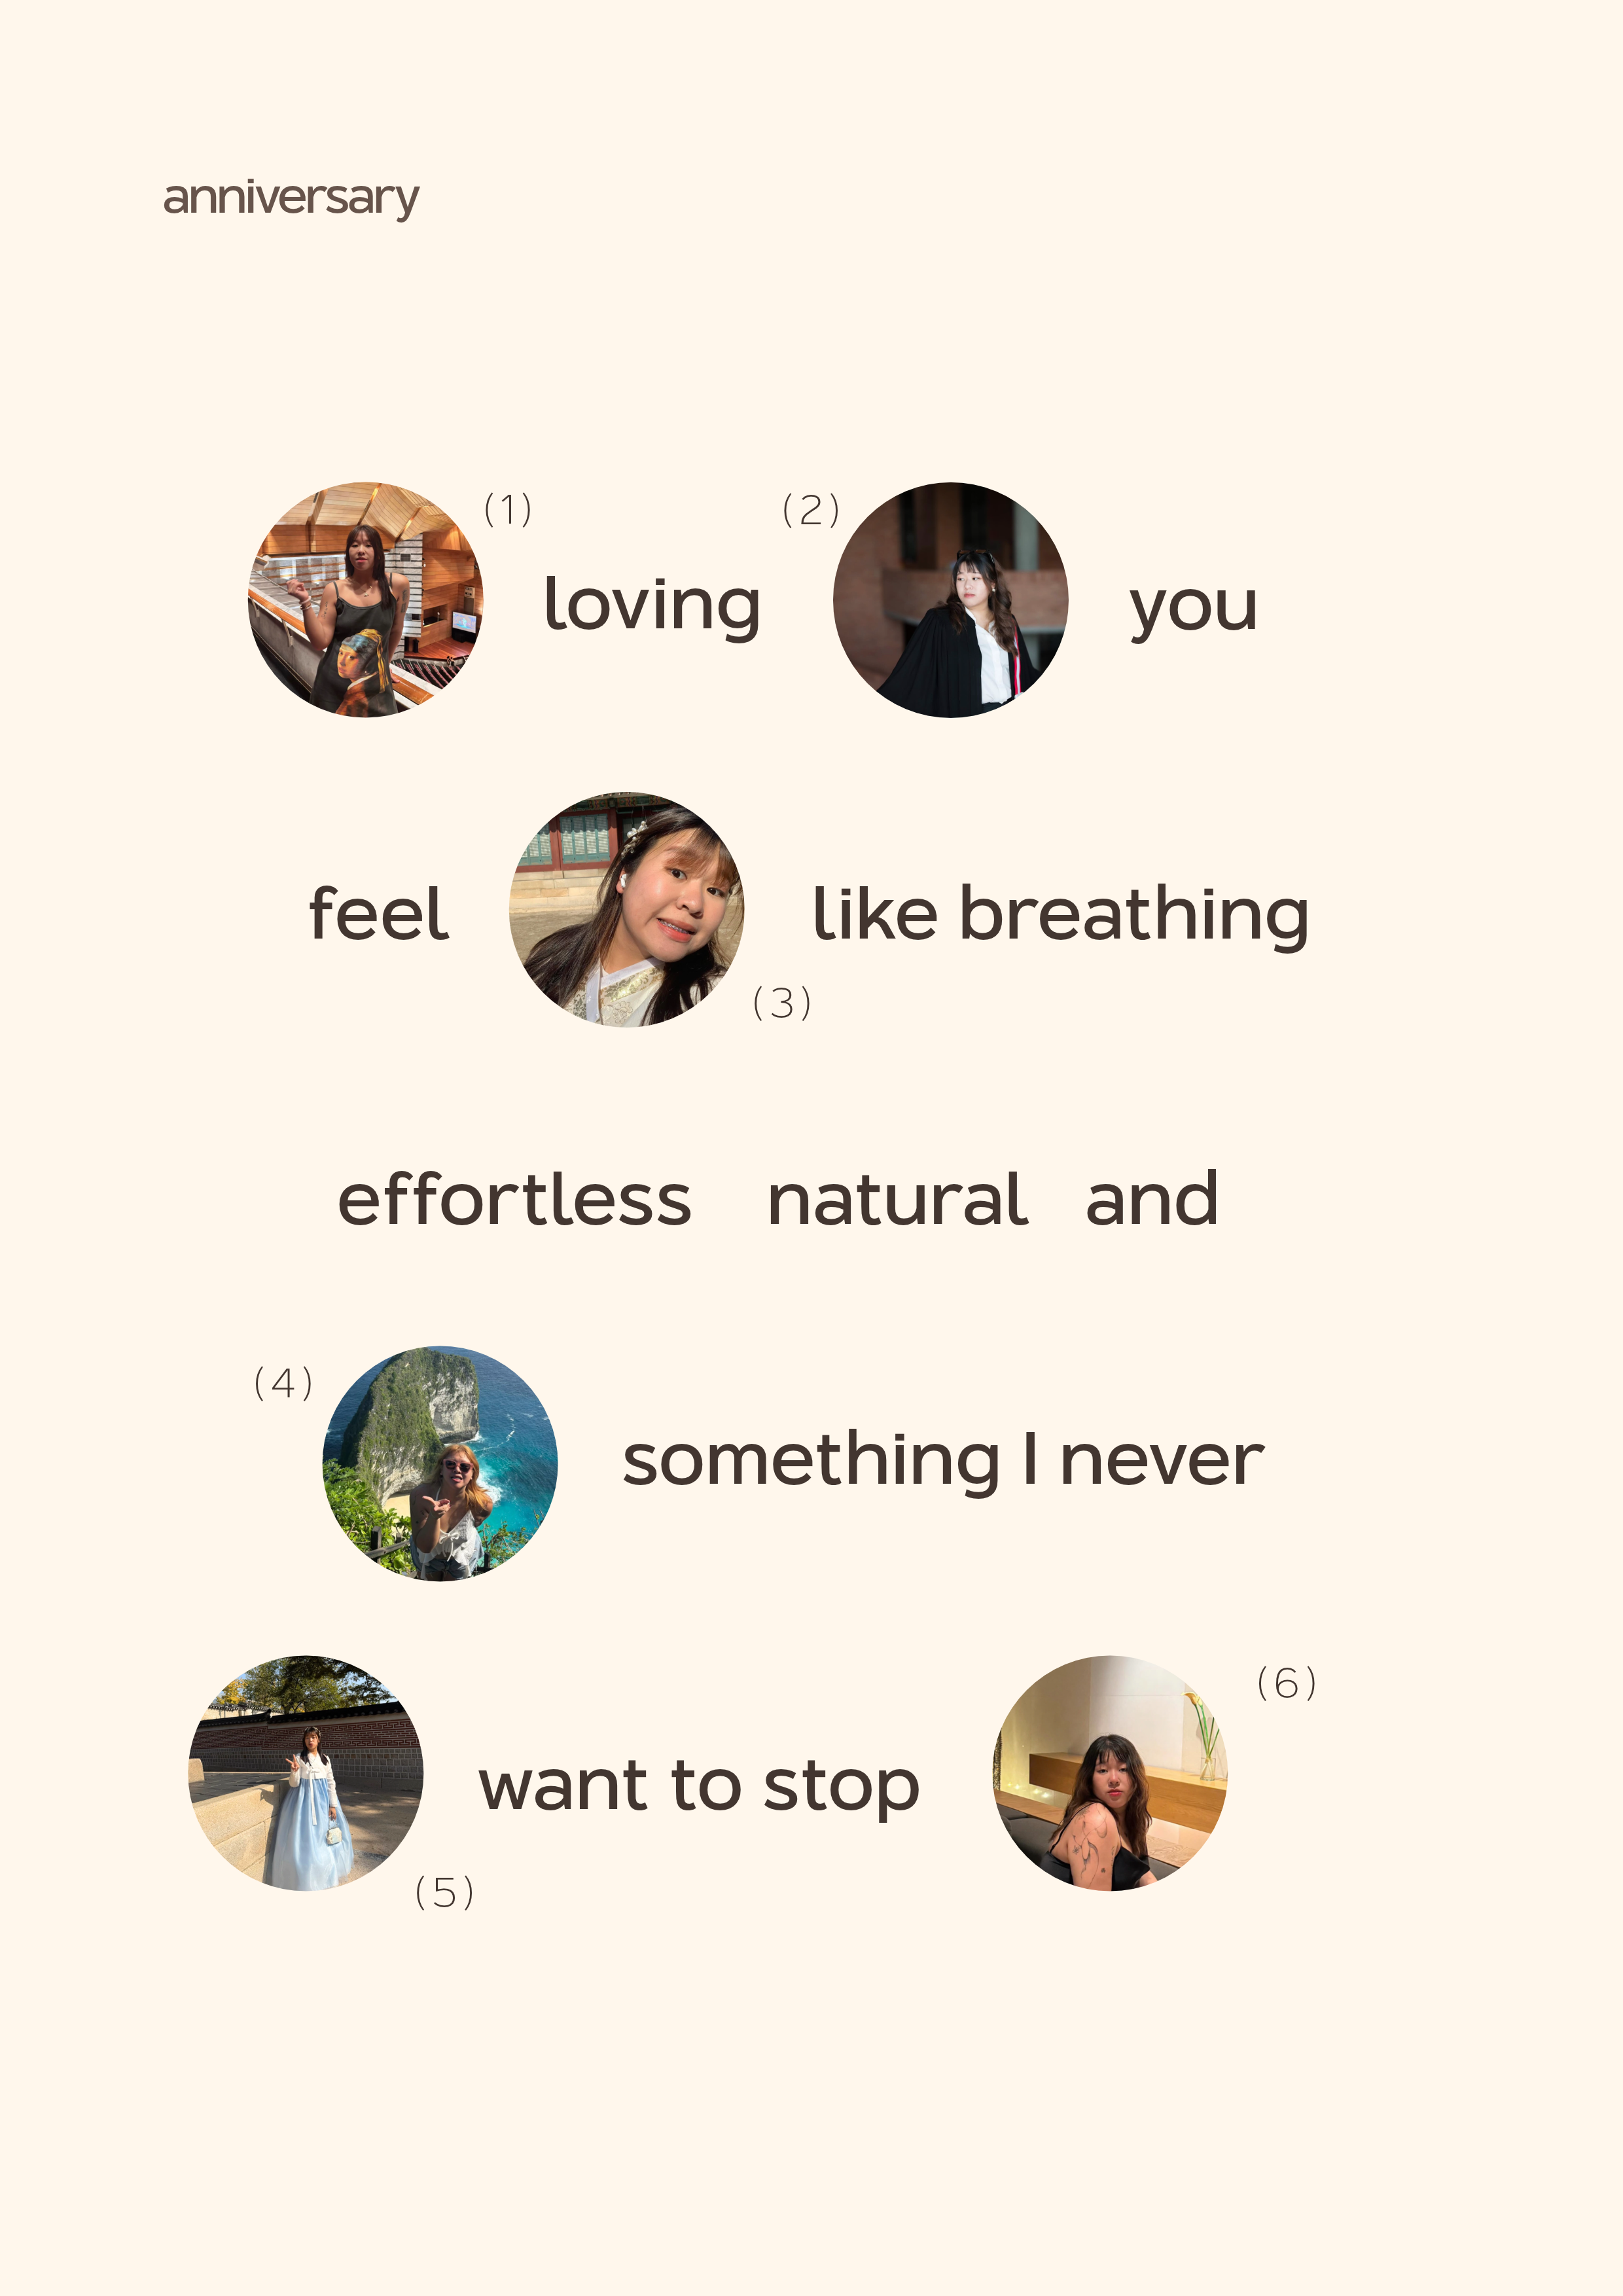 anniversary
(1) loving (2) you
feel like breathing
(3)
effortless natural and
(4)
something I never
(6)
want to stop
(5)